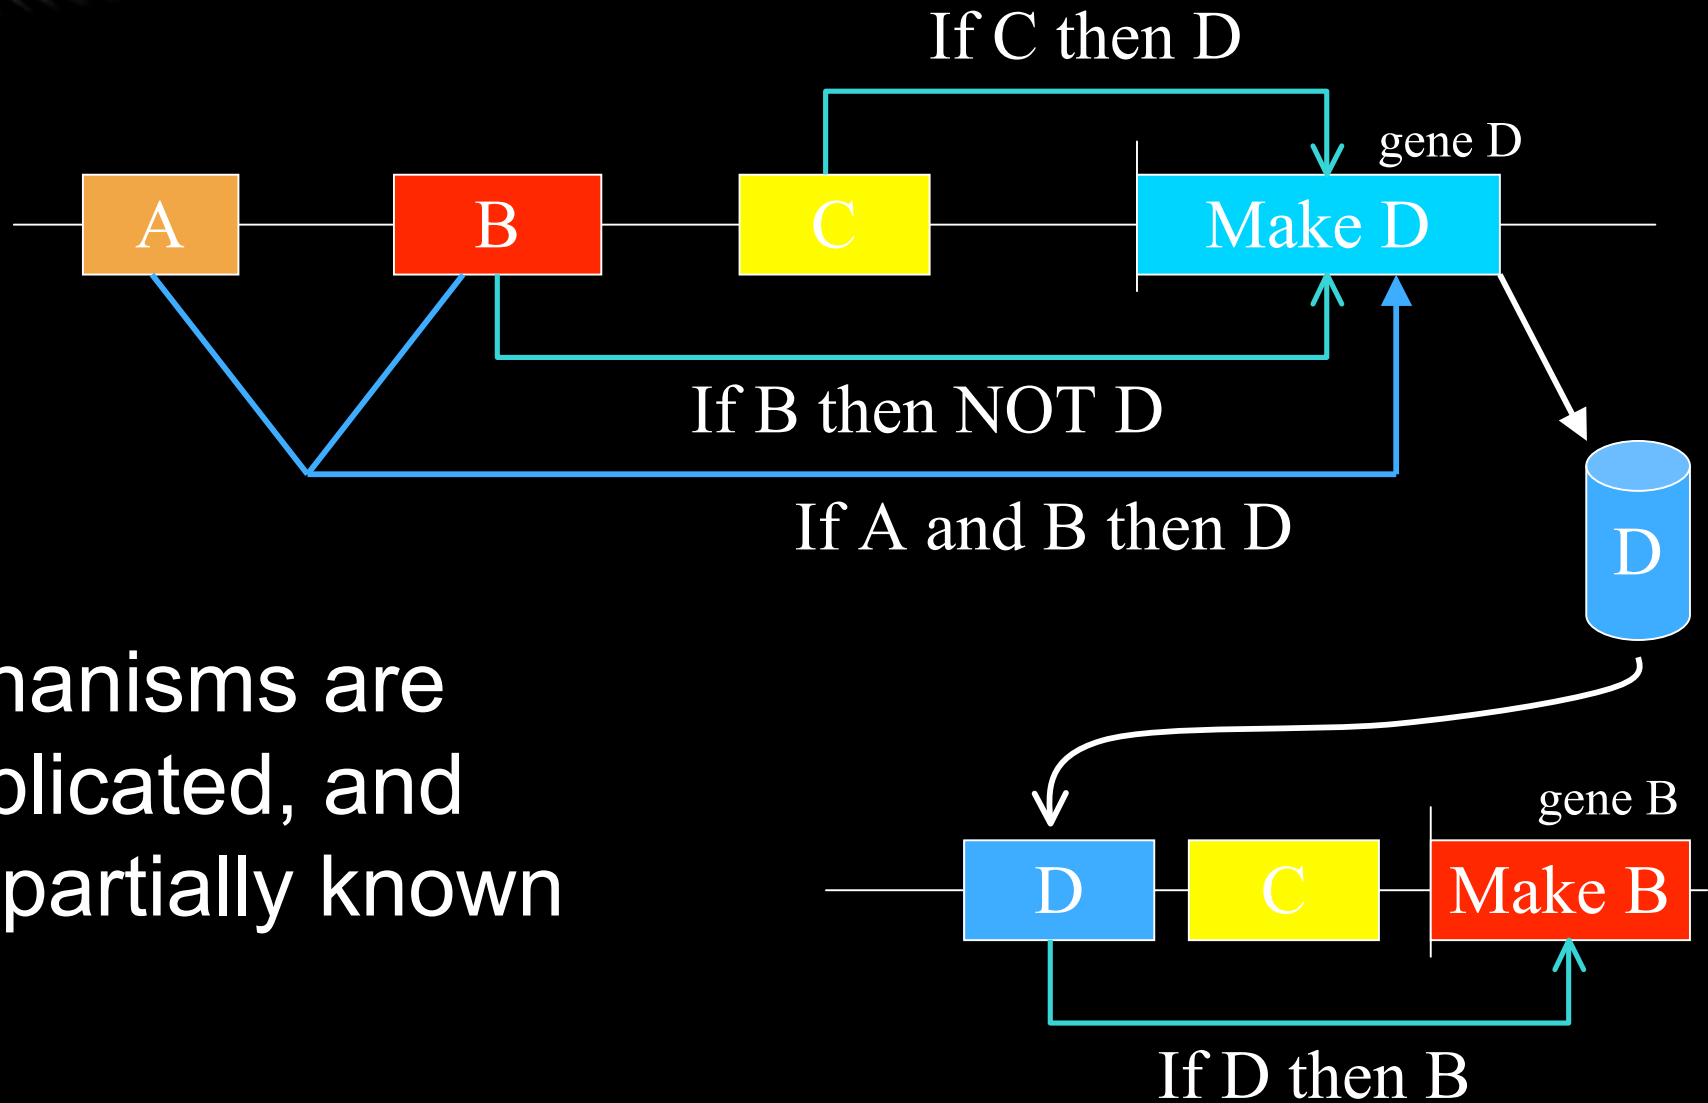 If C then D
gene D
A B C Make D
If B then NOT D
If A and B then D
D
hanisms are
plicated, and
partially known
gene B
D C Make B
If D then B